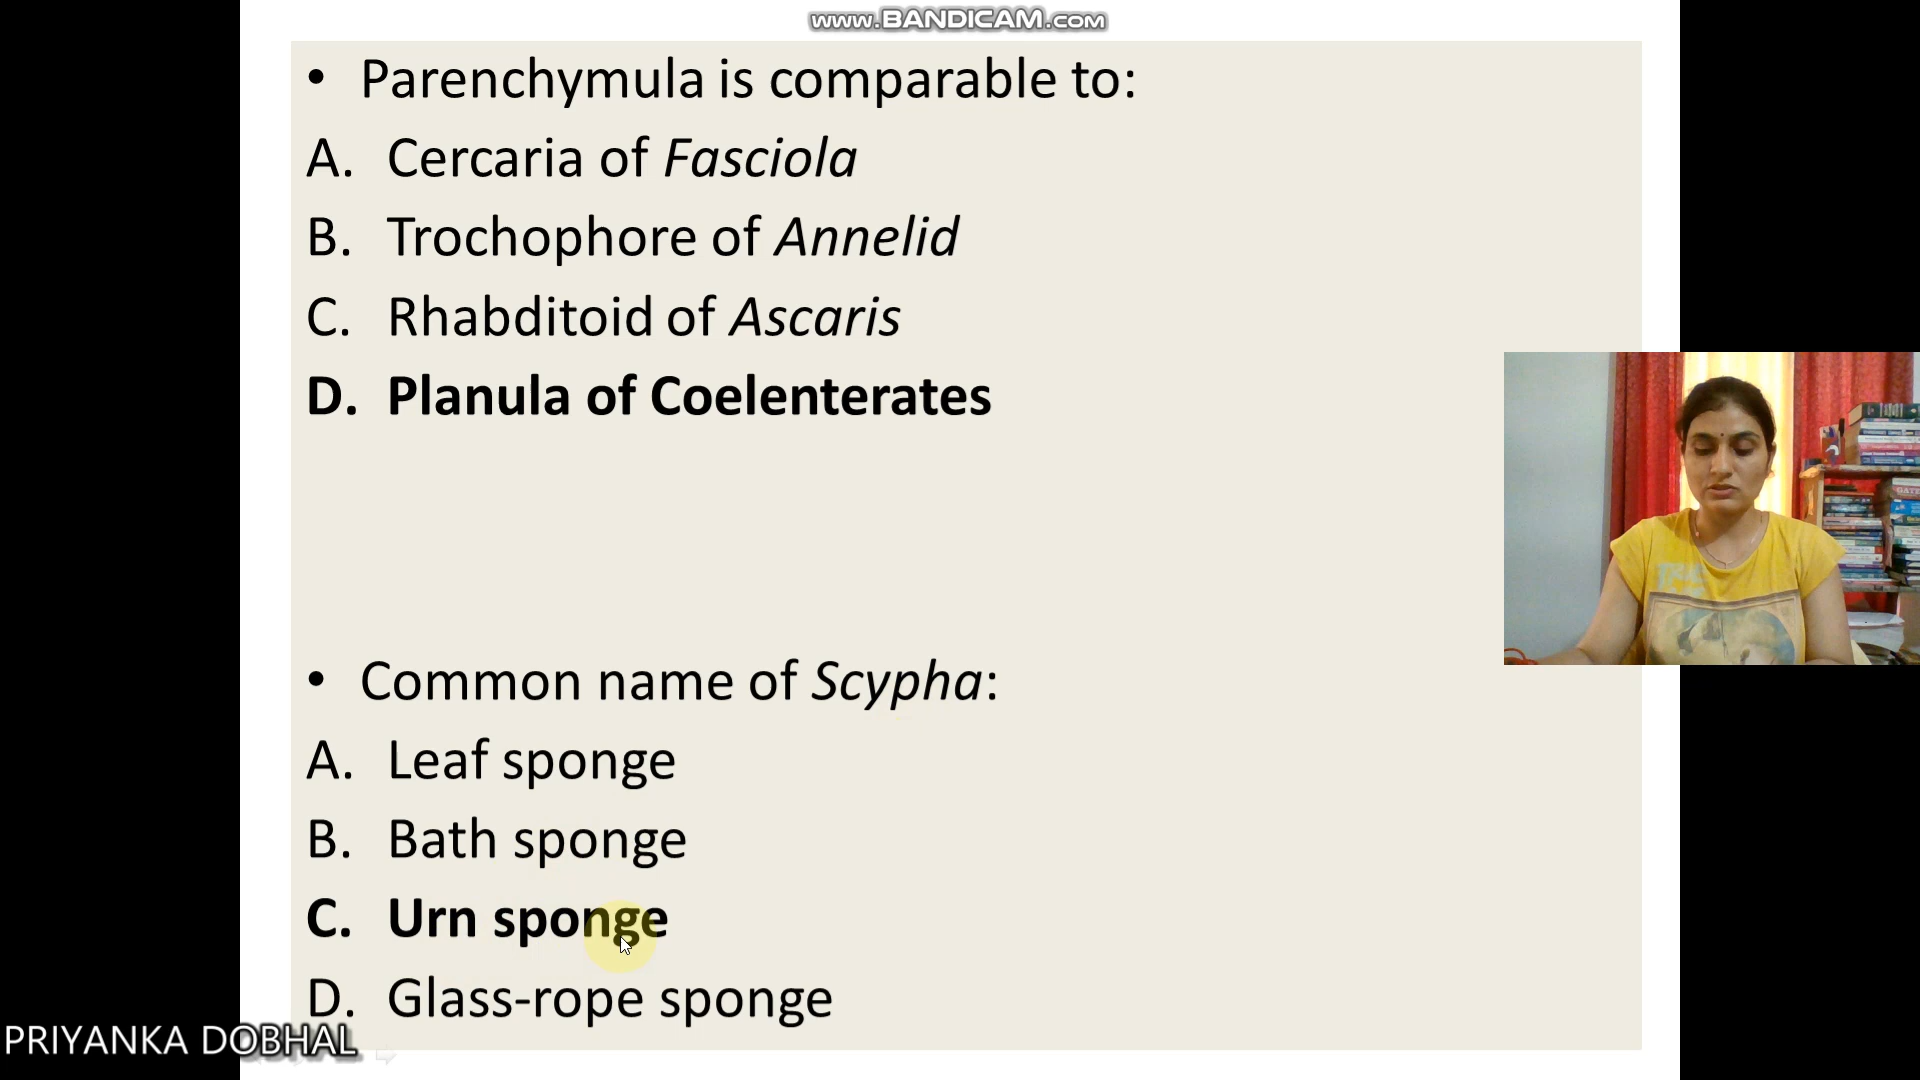 www.BANDICAM.com
• Parenchymula is comparable to:
A. Cercaria of Fasciola
B. Trochophore of Annelid
C. Rhabditoid of Ascaris
D. Planula of Coelenterates
• Common name of Scypha:
A. Leaf sponge
B. Bath sponge
C. Urn sponge
D. Glass-rope sponge
PRIYANKA DOBHAL